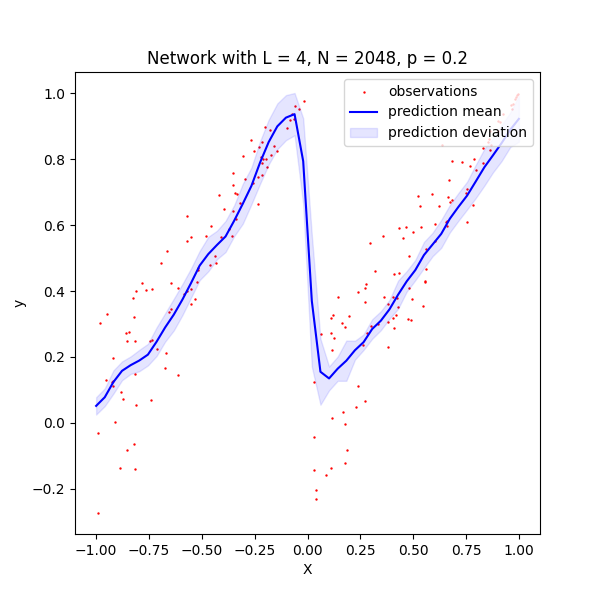 Network with L = 4, N = 2048, p = 0.2
observations
prediction mean
prediction deviation
1.0
0.8
0.6
0.4
0.2
0.0
−0.2
y
−1.00 −0.75 −0.50 −0.25 0.00 0.25 0.50 0.75 1.00
X